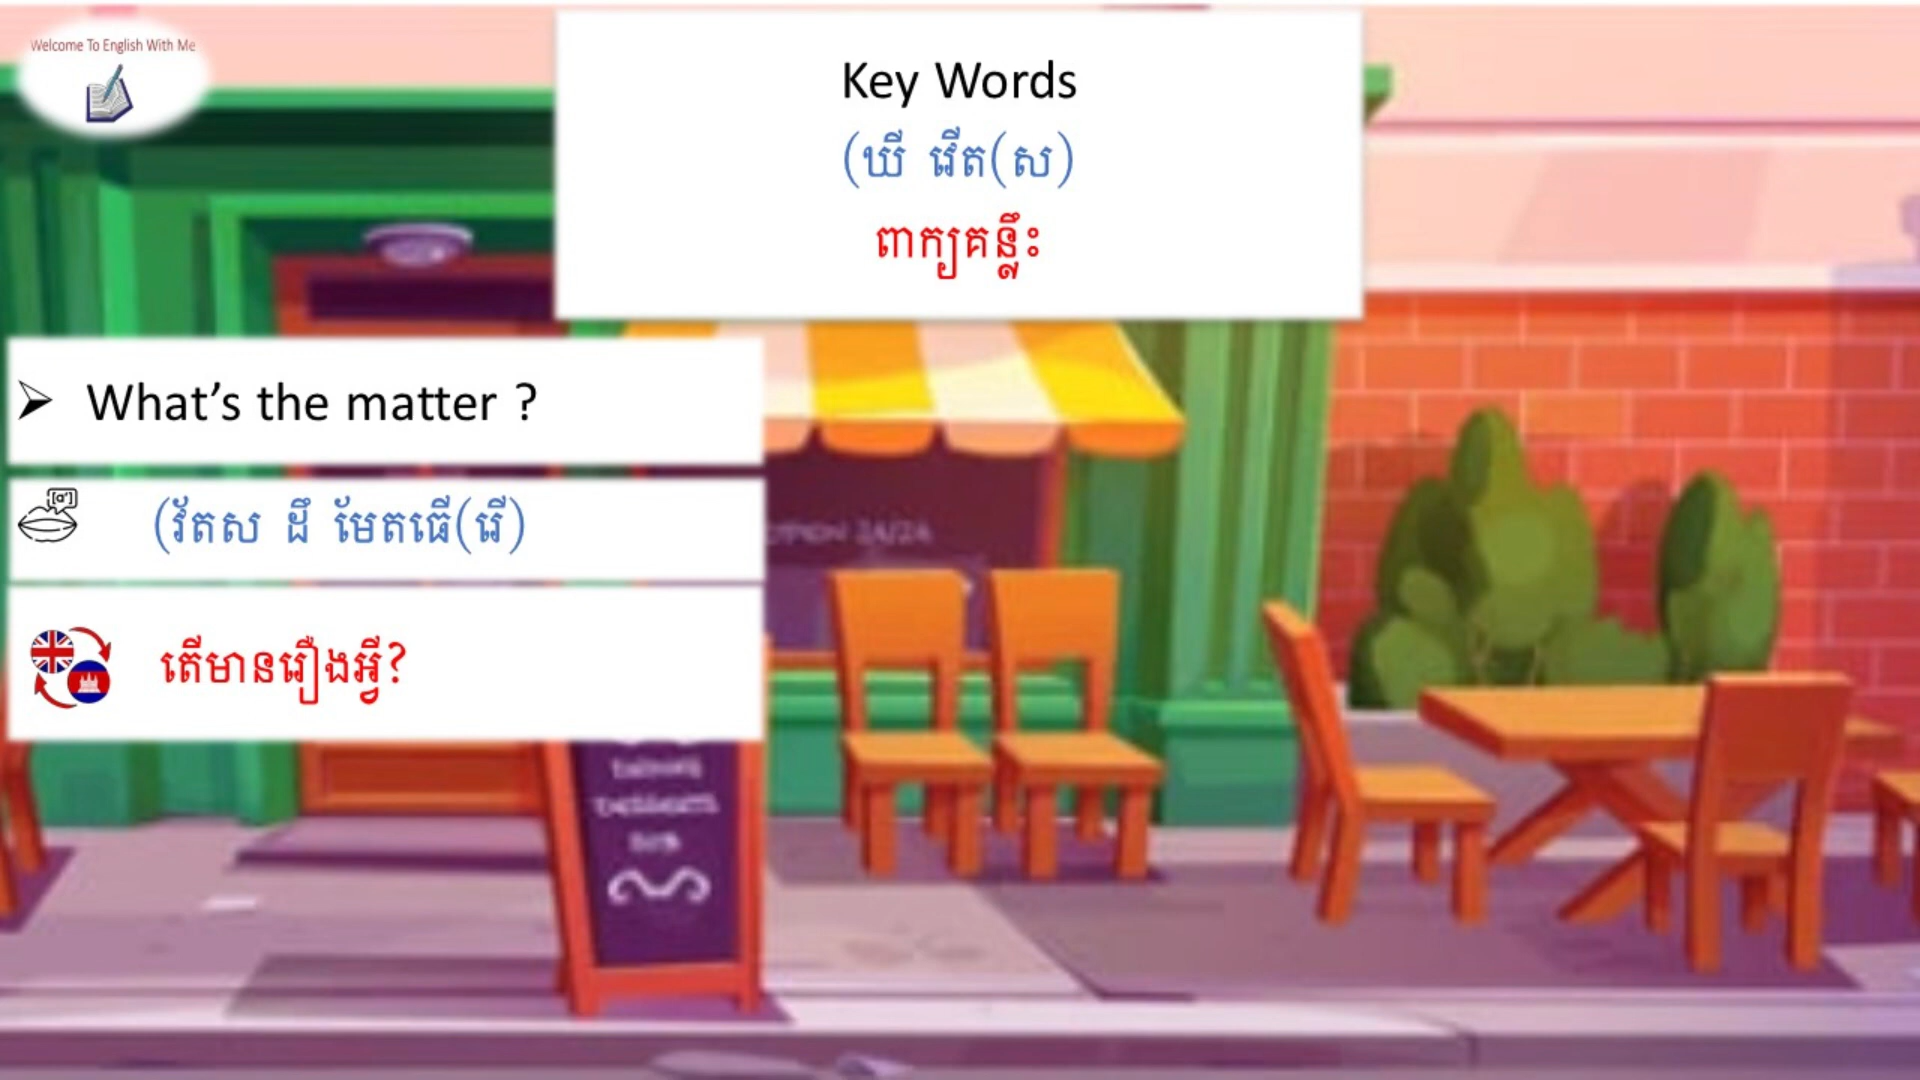 Welcome To English With Me
Key Words
(ឃី វើត(ស)
ពាក្យគន្លឹះ
What’s the matter ?
[a']
(វ័តស ដឹ មែតធើ(រើ)
តើមានរឿងអ្វី?